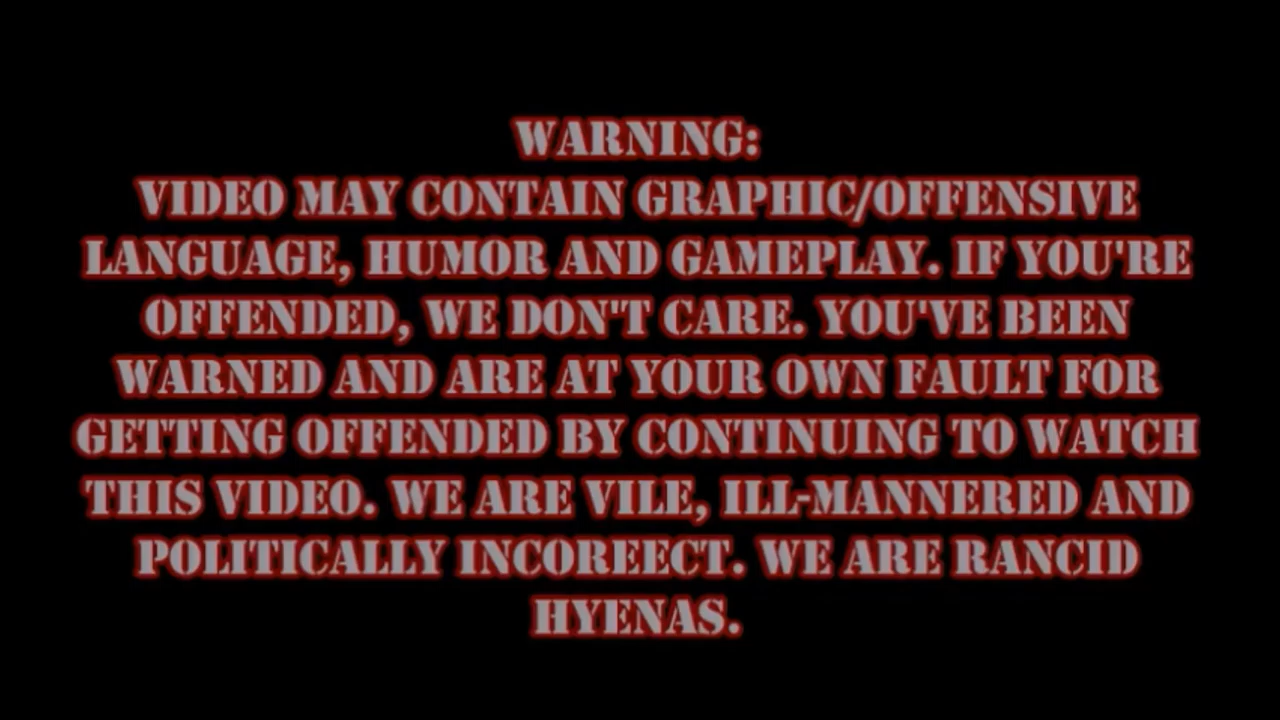 WARNING:
VIDEO MAY CONTAIN GRAPHIC/OFFENSIVE
LANGUAGE, HUMOR AND GAMEPLAY. IF YOU'RE
OFFENDED, WE DON'T CARE. YOU'VE BEEN
WARNED AND ARE AT YOUR OWN FAULT FOR
GETTING OFFENDED BY CONTINUING TO WATCH
THIS VIDEO. WE ARE VILE, ILL-MANNERED AND
POLITICALLY INCOREECT. WE ARE RANCID
HYENAS.